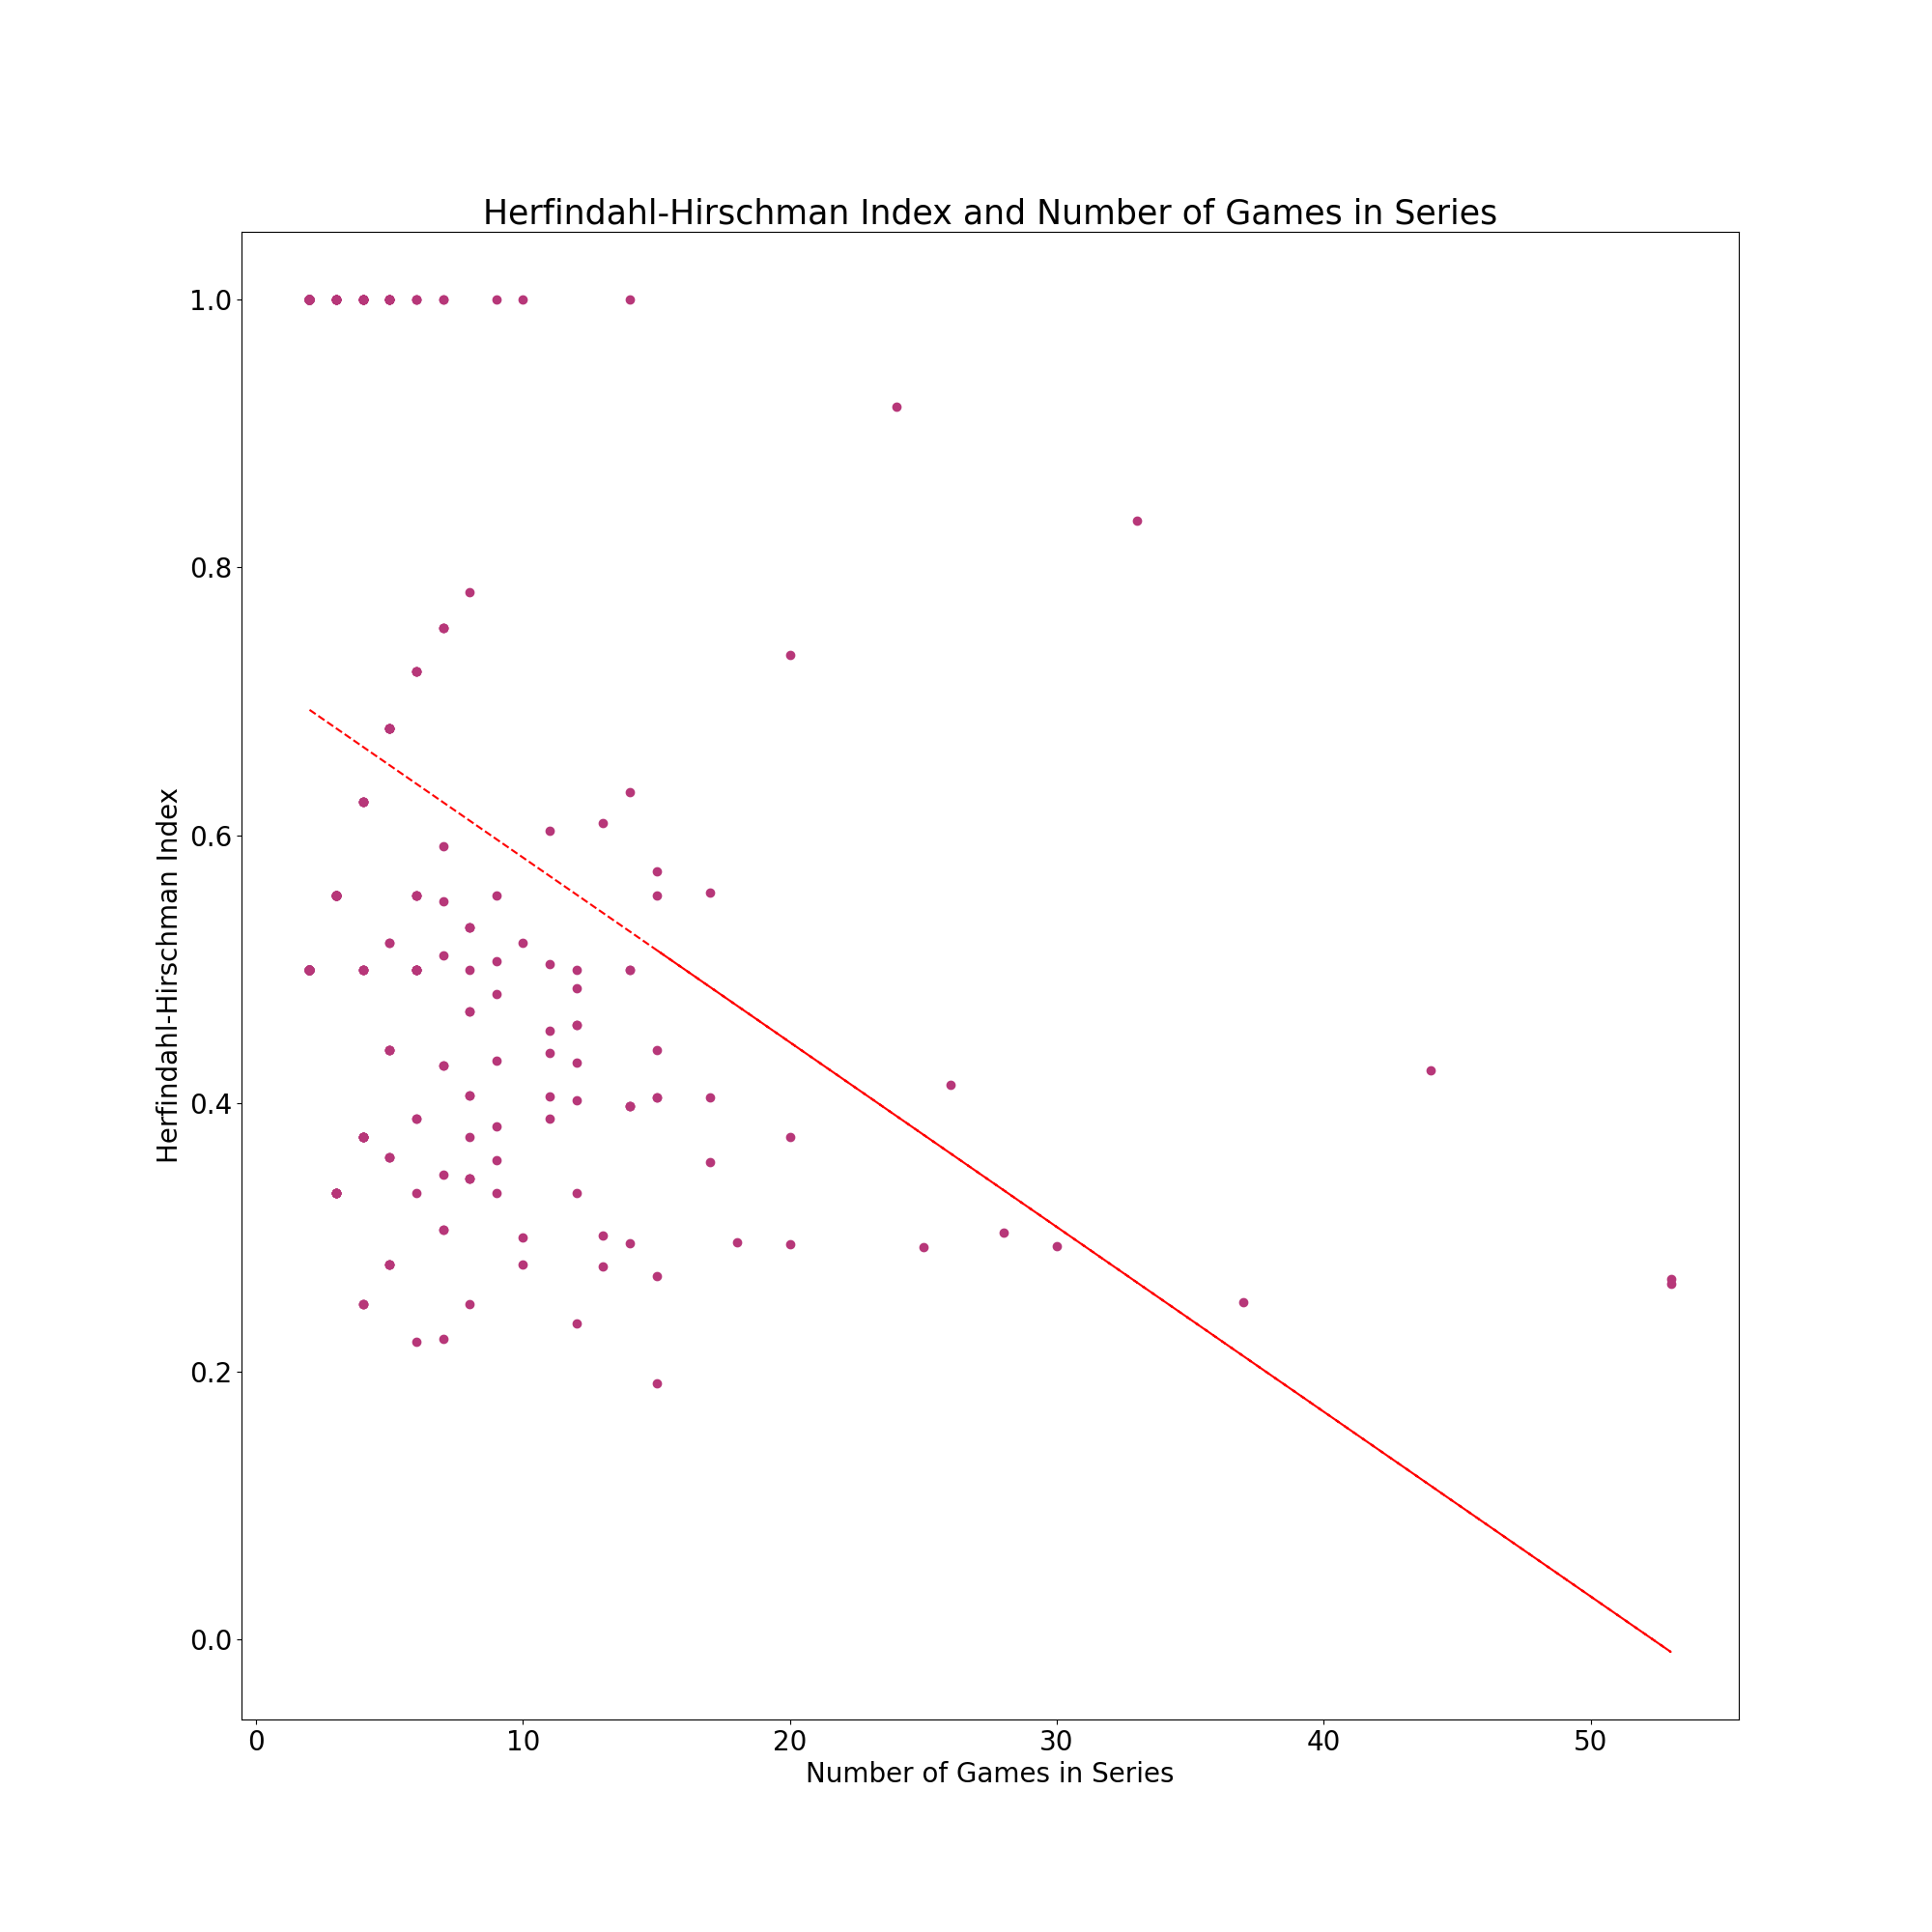 Herfindahl-Hirschman Index and Number of Games in Series
1.0
0.8
0.6
0.4
0.2
0.0
Herfindahl-Hirschman Index
0 10 20 30 40 50
Number of Games in Series